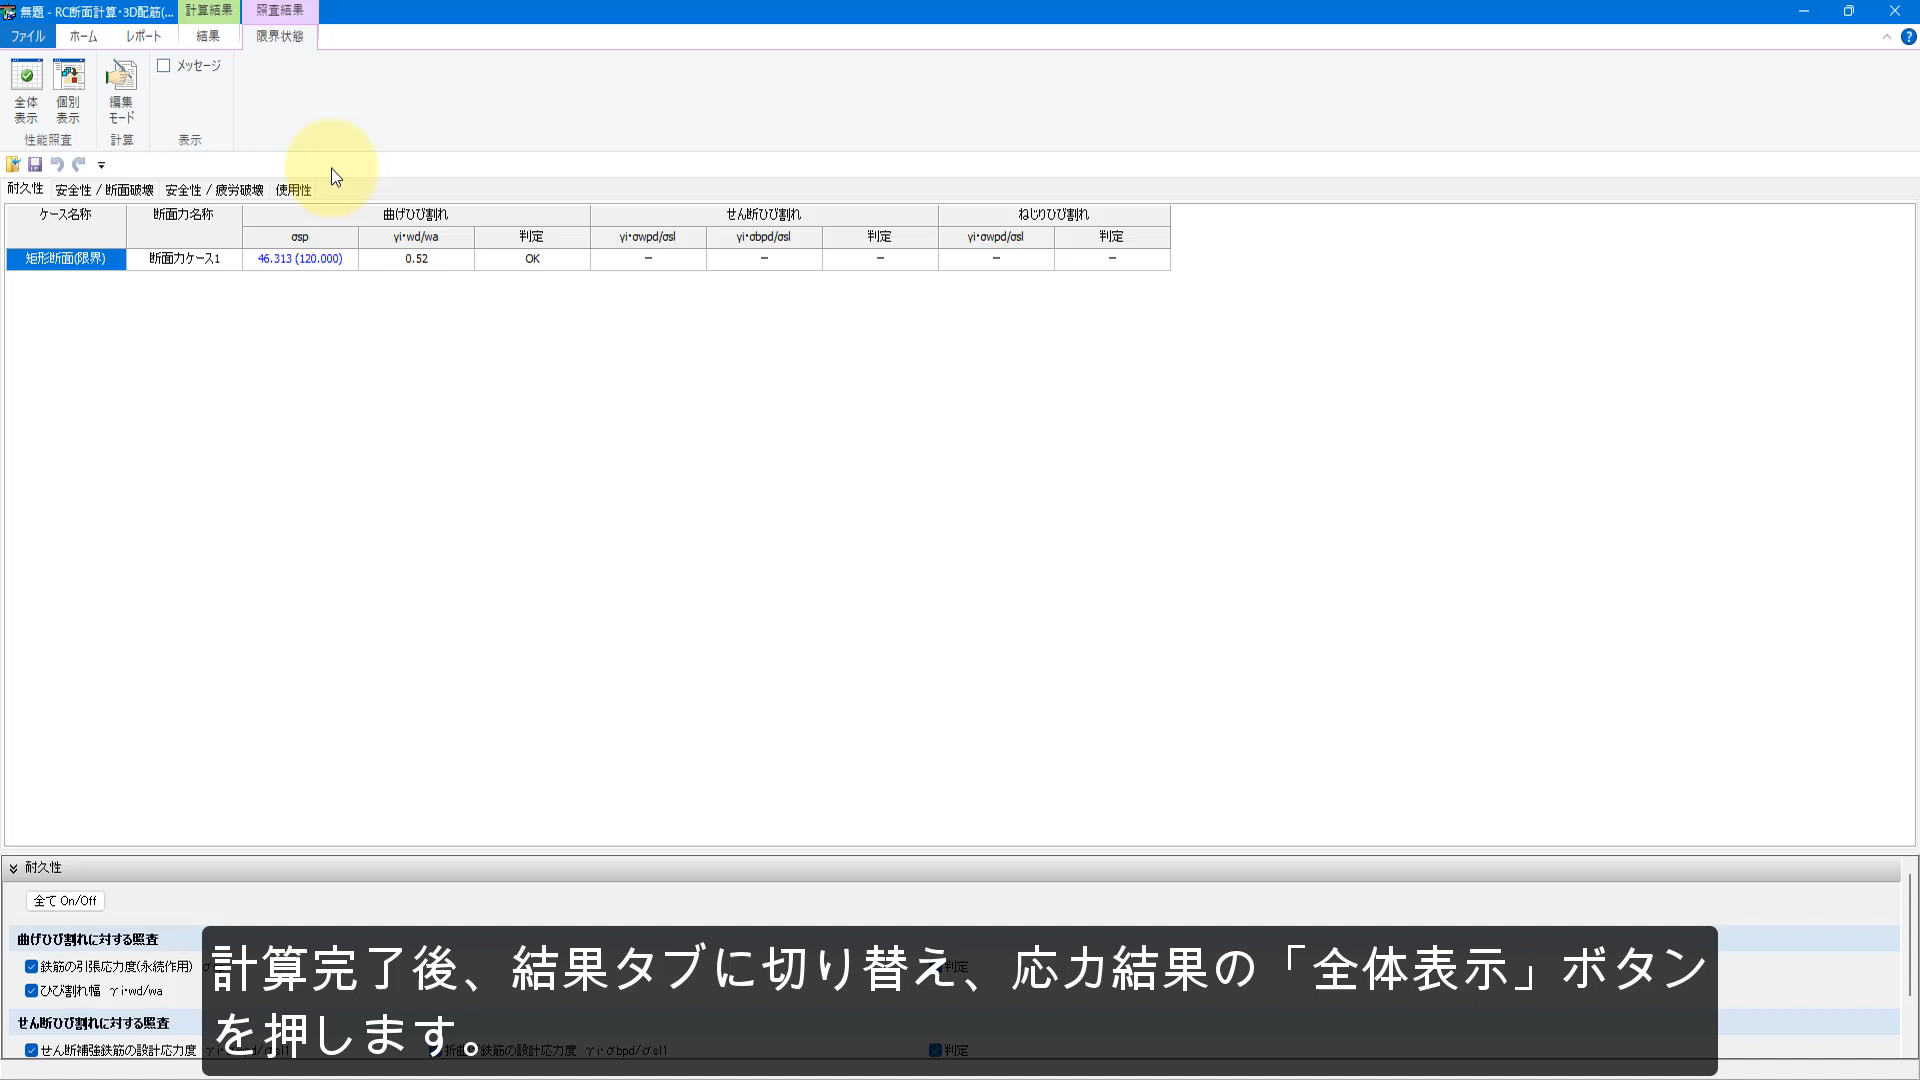 無題 - RC断面計算・3D配筋(...
計算結果
照査結果
ファイル
ホーム
レポート
結果
限界状態
全体
表示
個別
表示
編集
モード
メッセージ
性能照査
計算
表示
耐久性
安全性 / 断面破壊
安全性 / 疲労破壊
使用性
ケース名称
断面力名称
曲げひび割れ
せん断ひび割れ
ねじりひび割れ
σsp
γi・wd/wa
判定
γi・σwpd/σsl
γi・σbpd/σsl
判定
γi・σwpd/σsl
判定
矩形断面(限界)
断面力ケース1
46.313 (120.000)
0.52
OK
−
−
−
−
−
耐久性
全て On/Off
曲げひび割れに対する照査
鉄筋の引張応力度(永続作用)
判定
ひび割れ幅 γi・wd/wa
せん断ひび割れに対する照査
せん断補強鉄筋の設計応力度
鉄筋の設計応力度 γi・σbpd/σsl1
判定
計算完了後、結果タブに切り替え、応力結果の「全体表示」ボタン
を押します。